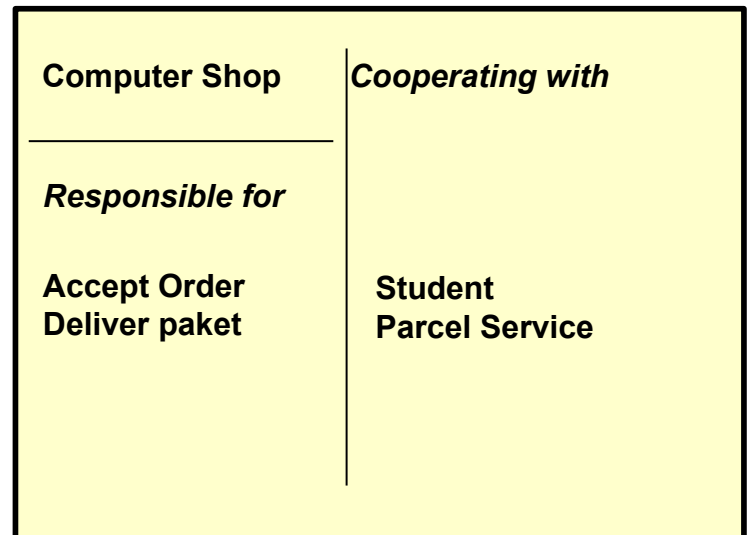 Computer Shop
Cooperating with
Responsible for
Accept Order
Deliver paket
Student
Parcel Service